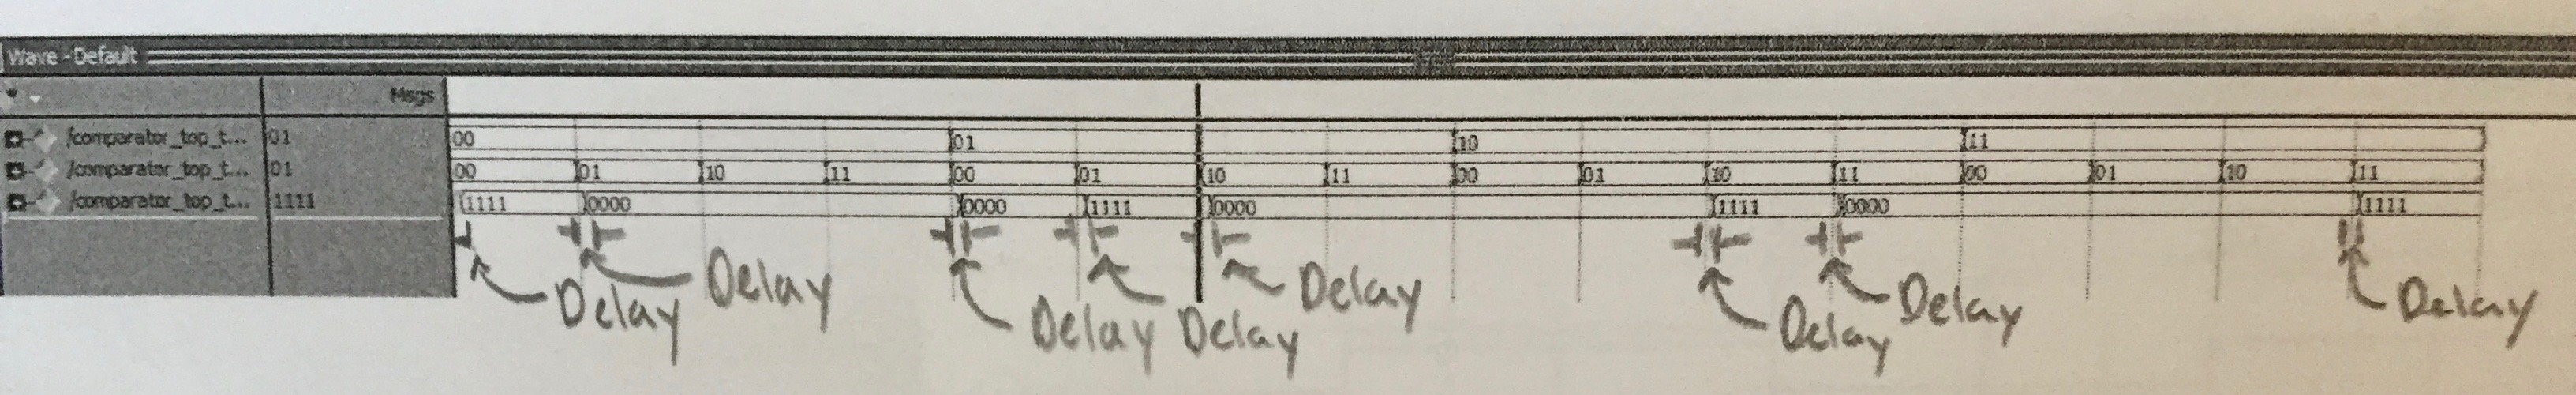 Wave - Default
Msgs
/comparator_top_t... 01 00 01 10 11
/comparator_top_t... 01 00 01 10 11 00 01 10 11 00 01 10 11 00 01 10 11
/comparator_top_t... 1111 1111 0000 0000 1111 0000 1111 0000 1111
Delay Delay Delay Delay Delay Delay Delay Delay